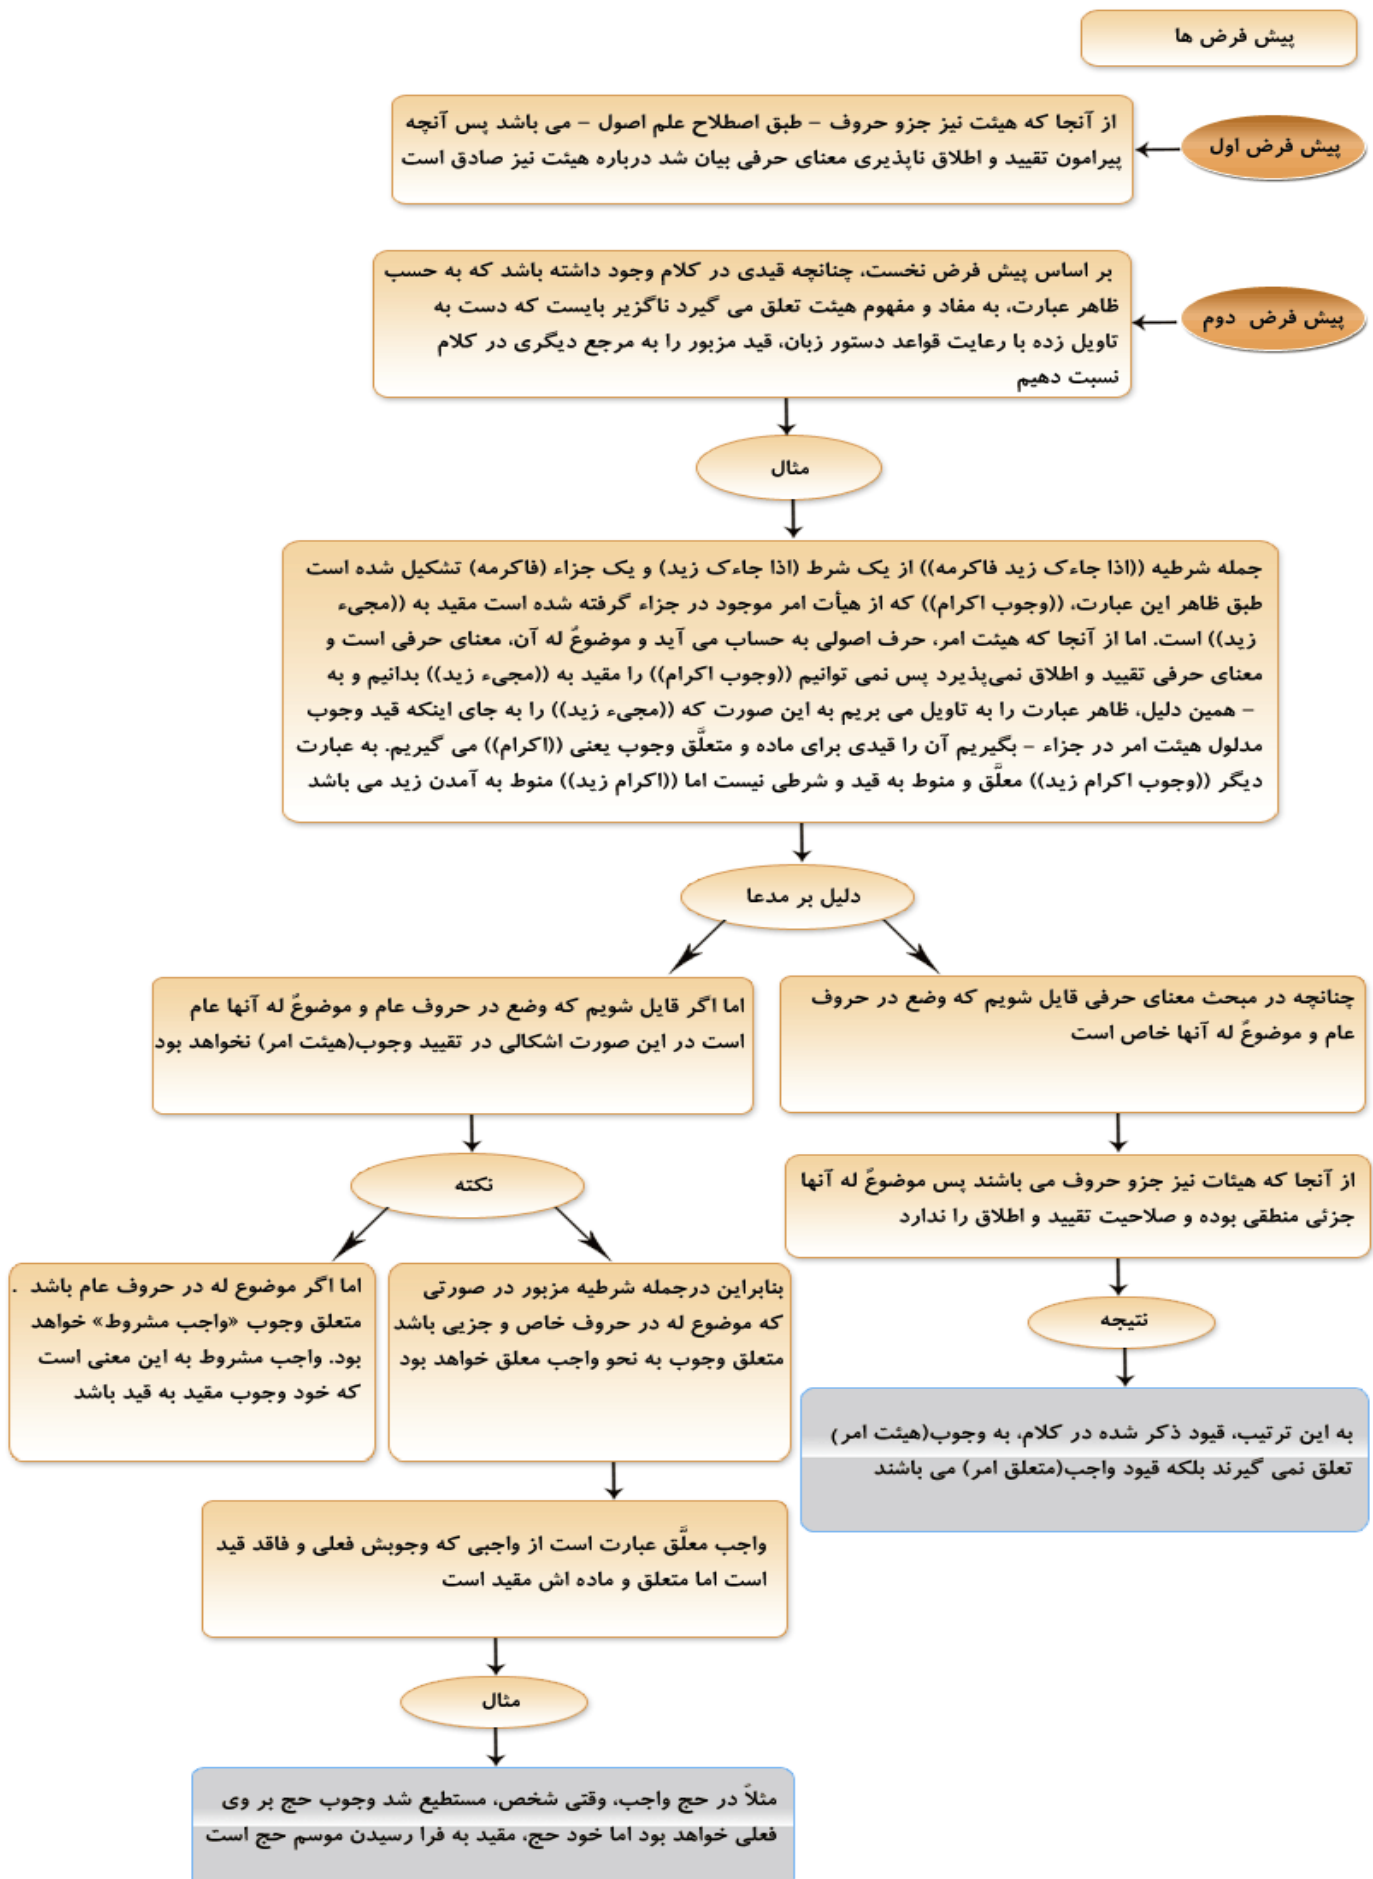 پیش فرض ها
پیش فرض اول
از آنجا که هیئت نیز جزو حروف – طبق اصطلاح علم اصول – می باشد پس آنچه
پیرامون تقیید و اطلاق ناپذیری معنای حرفی بیان شد درباره هیئت نیز صادق است
پیش فرض دوم
بر اساس پیش فرض نخست، چنانچه قیدی در کلام وجود داشته باشد که به حسب
ظاهر عبارت، به مفاد و مفهوم هیئت تعلق می گیرد ناگزیر بایست که دست به
تاویل زده با رعایت قواعد دستور زبان، قید مزبور را به مرجع دیگری در کلام
نسبت دهیم
مثال
جمله شرطیه ((اذا جاءک زید فاکرمه)) از یک شرط (اذا جاءک زید) و یک جزاء (فاکرمه) تشکیل شده است
طبق ظاهر این عبارت، ((وجوب اکرام)) که از هیأت امر موجود در جزاء گرفته شده است مقید به ((مجیء
زید)) است. اما از آنجا که هیئت امر، حرف اصولی به حساب می آید و موضوعٌ له آن، معنای حرفی است و
معنای حرفی تقیید و اطلاق نمی‌پذیرد پس نمی توانیم ((وجوب اکرام)) را مقید به ((مجیء زید)) بدانیم و به
– همین دلیل، ظاهر عبارت را به تاویل می بریم به این صورت که ((مجیء زید)) را به جای اینکه قید وجوب
مدلول هیئت امر در جزاء – بگیریم آن را قیدی برای ماده و متعلَّق وجوب یعنی ((اکرام)) می گیریم. به عبارت
دیگر ((وجوب اکرام زید)) معلَّق و منوط به قید و شرطی نیست اما ((اکرام زید)) منوط به آمدن زید می باشد
دلیل بر مدعا
چنانچه در مبحث معنای حرفی قایل شویم که وضع در حروف
عام و موضوعٌ له آنها خاص است
از آنجا که هیئات نیز جزو حروف می باشند پس موضوعٌ له آنها
جزئی منطقی بوده و صلاحیت تقیید و اطلاق را ندارد
نتیجه
به این ترتیب، قیود ذکر شده در کلام، به وجوب(هیئت امر)
تعلق نمی گیرند بلکه قیود واجب(متعلق امر) می باشند
اما اگر قایل شویم که وضع در حروف عام و موضوعٌ له آنها عام
است در این صورت اشکالی در تقیید وجوب(هیئت امر) نخواهد بود
نکته
بنابراین درجمله شرطیه مزبور در صورتی
که موضوع له در حروف خاص و جزیی باشد
متعلق وجوب به نحو واجب معلق خواهد بود
اما اگر موضوع له در حروف عام باشد .
متعلق وجوب «واجب مشروط» خواهد
بود. واجب مشروط به این معنی است
که خود وجوب مقید به قید باشد
واجب معلَّق عبارت است از واجبی که وجوبش فعلی و فاقد قید
است اما متعلق و ماده اش مقید است
مثال
مثلاً در حج واجب، وقتی شخص، مستطیع شد وجوب حج بر وی
فعلی خواهد بود اما خود حج، مقید به فرا رسیدن موسم حج است